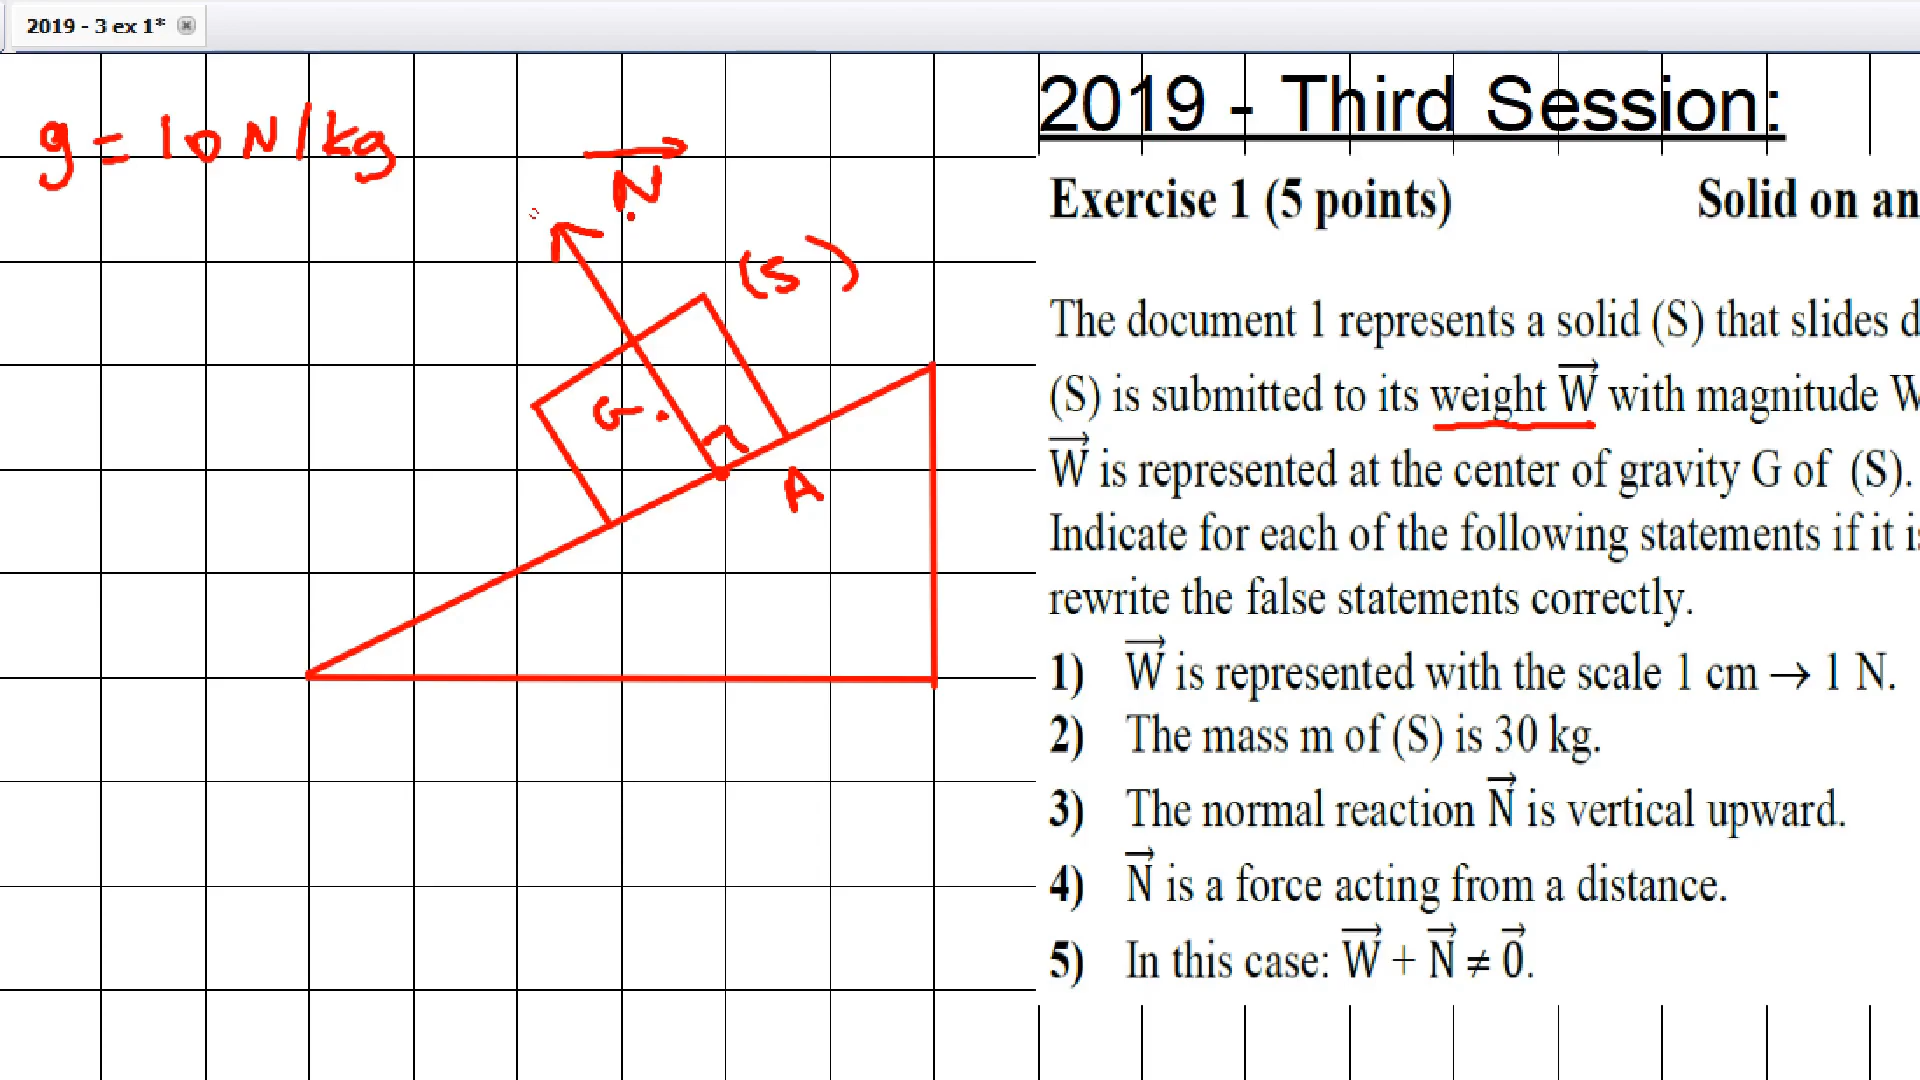 2019 - 3 ex 1*
g = 10 N/kg
N
(S)
G
A
2019 - Third Session:
Exercise 1 (5 points) Solid on an
The document 1 represents a solid (S) that slides d
(S) is submitted to its weight W⃗ with magnitude W
W⃗ is represented at the center of gravity G of (S).
Indicate for each of the following statements if it is
rewrite the false statements correctly.
1) W⃗ is represented with the scale 1 cm → 1 N.
2) The mass m of (S) is 30 kg.
3) The normal reaction N⃗ is vertical upward.
4) N⃗ is a force acting from a distance.
5) In this case: W⃗ + N⃗ ≠ 0⃗.